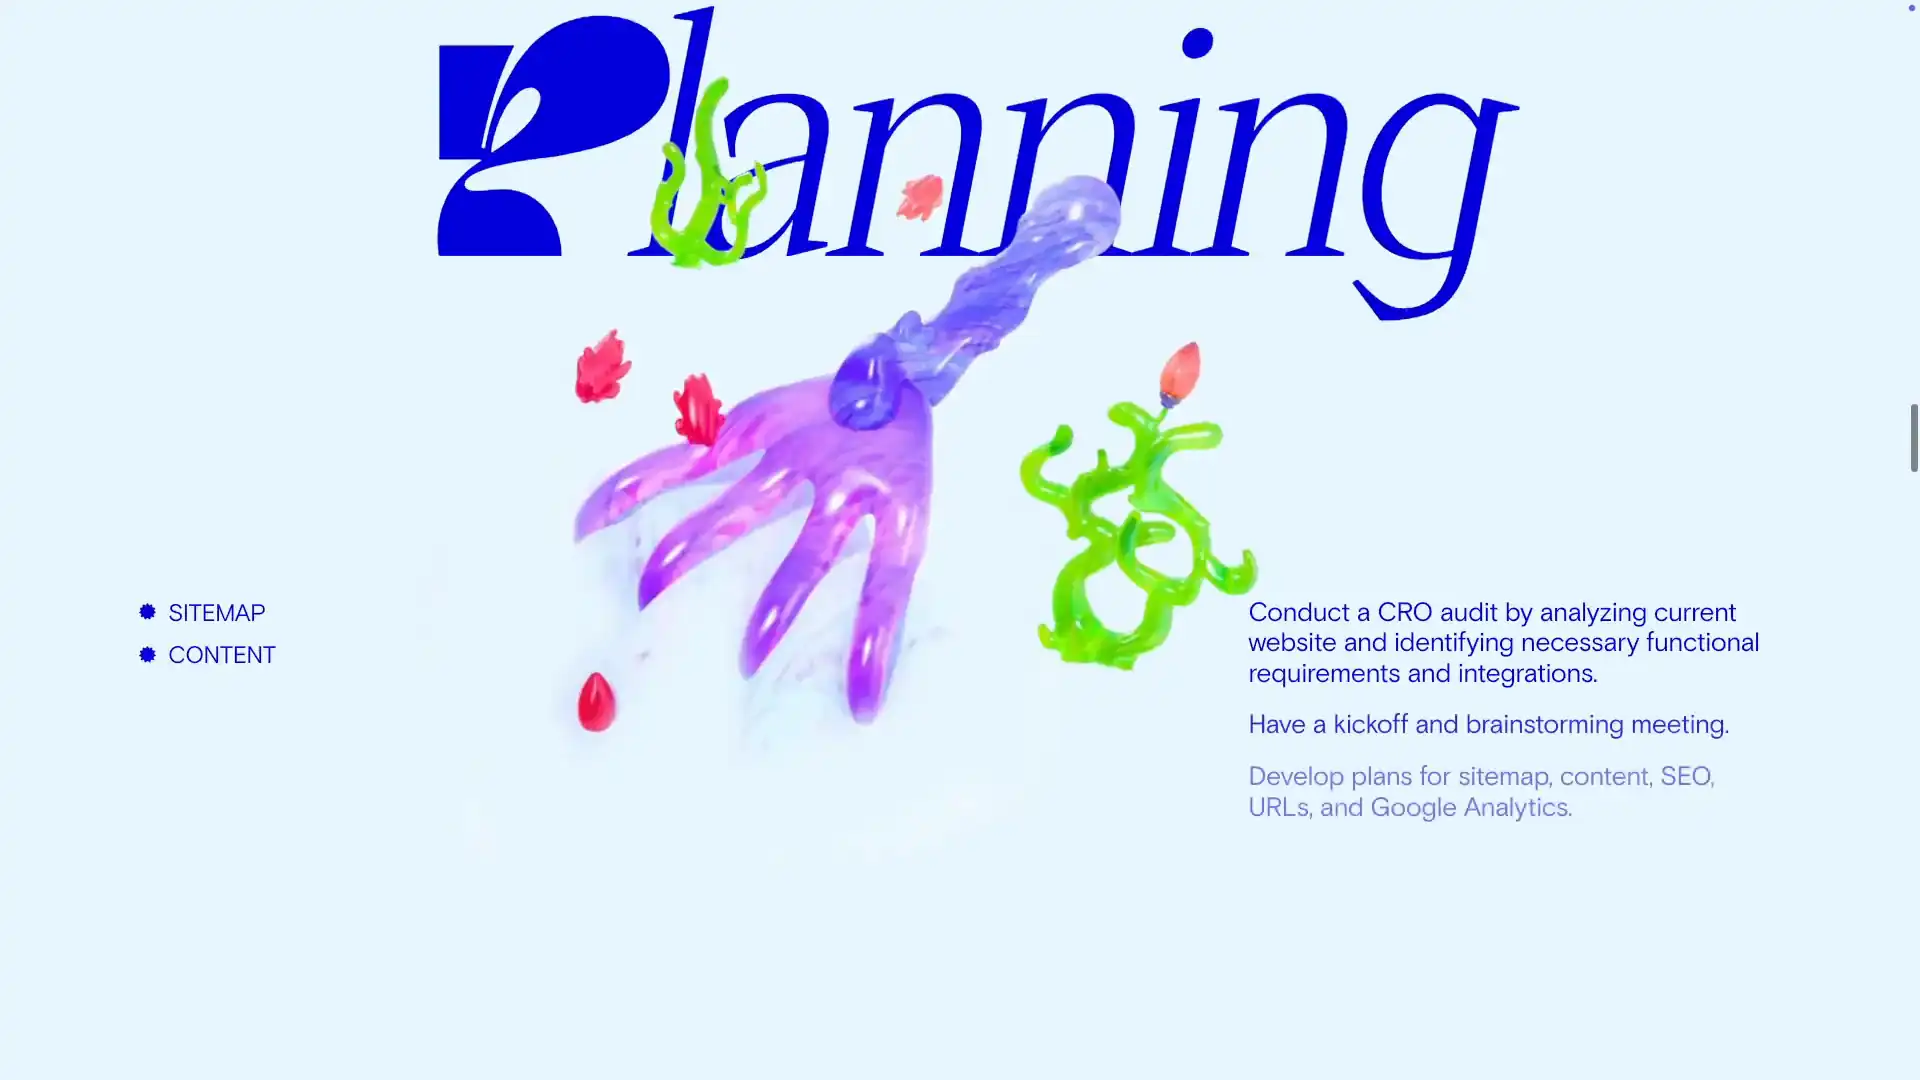 Planning
SITEMAP
CONTENT
Conduct a CRO audit by analyzing current
website and identifying necessary functional
requirements and integrations.
Have a kickoff and brainstorming meeting.
Develop plans for sitemap, content, SEO,
URLs, and Google Analytics.